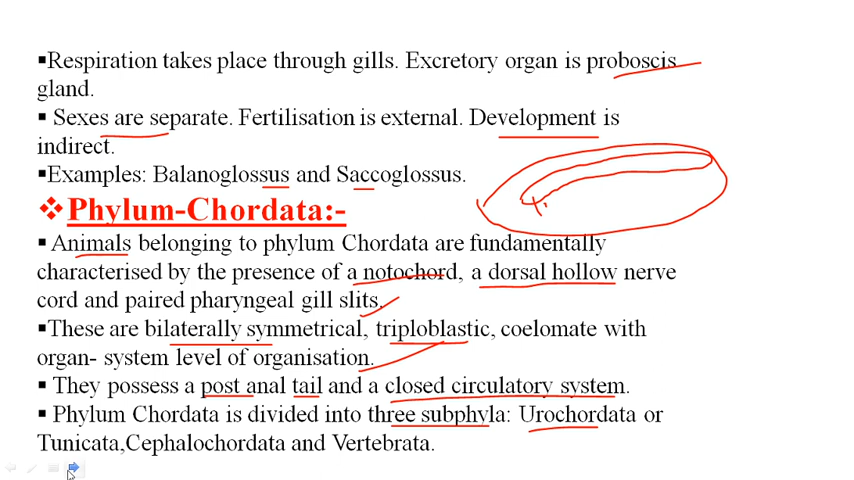 ▪Respiration takes place through gills. Excretory organ is proboscis
gland.
▪ Sexes are separate. Fertilisation is external. Development is
indirect.
▪Examples: Balanoglossus and Saccoglossus.
❖Phylum-Chordata:-
▪ Animals belonging to phylum Chordata are fundamentally
characterised by the presence of a notochord, a dorsal hollow nerve
cord and paired pharyngeal gill slits.
▪These are bilaterally symmetrical, triploblastic, coelomate with
organ- system level of organisation.
▪ They possess a post anal tail and a closed circulatory system.
▪ Phylum Chordata is divided into three subphyla: Urochordata or
Tunicata,Cephalochordata and Vertebrata.